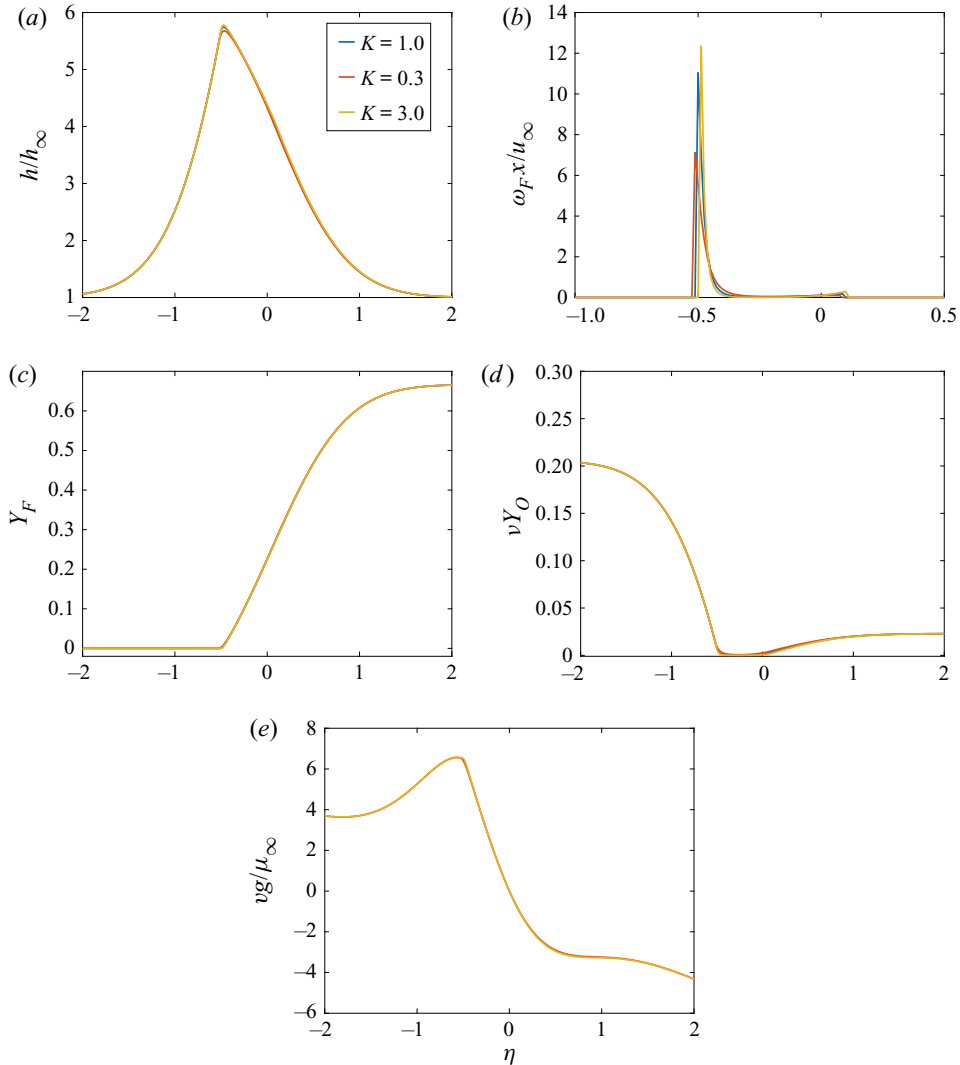 (a)
6
5
4
3
2
1
h/h∞
−2 −1 0 1 2
K = 1.0
K = 0.3
K = 3.0
(b)
14
12
10
8
6
4
2
0
ω_F x/u∞
−1.0 −0.5 0 0.5
(c)
0.6
0.5
0.4
0.3
0.2
0.1
0
Y_F
−2 −1 0 1 2
(d)
0.30
0.25
0.20
0.15
0.10
0.05
0
νY_O
−2 −1 0 1 2
(e)
8
6
4
2
0
−2
−4
−6
vg/μ∞
−2 −1 0 1 2
η